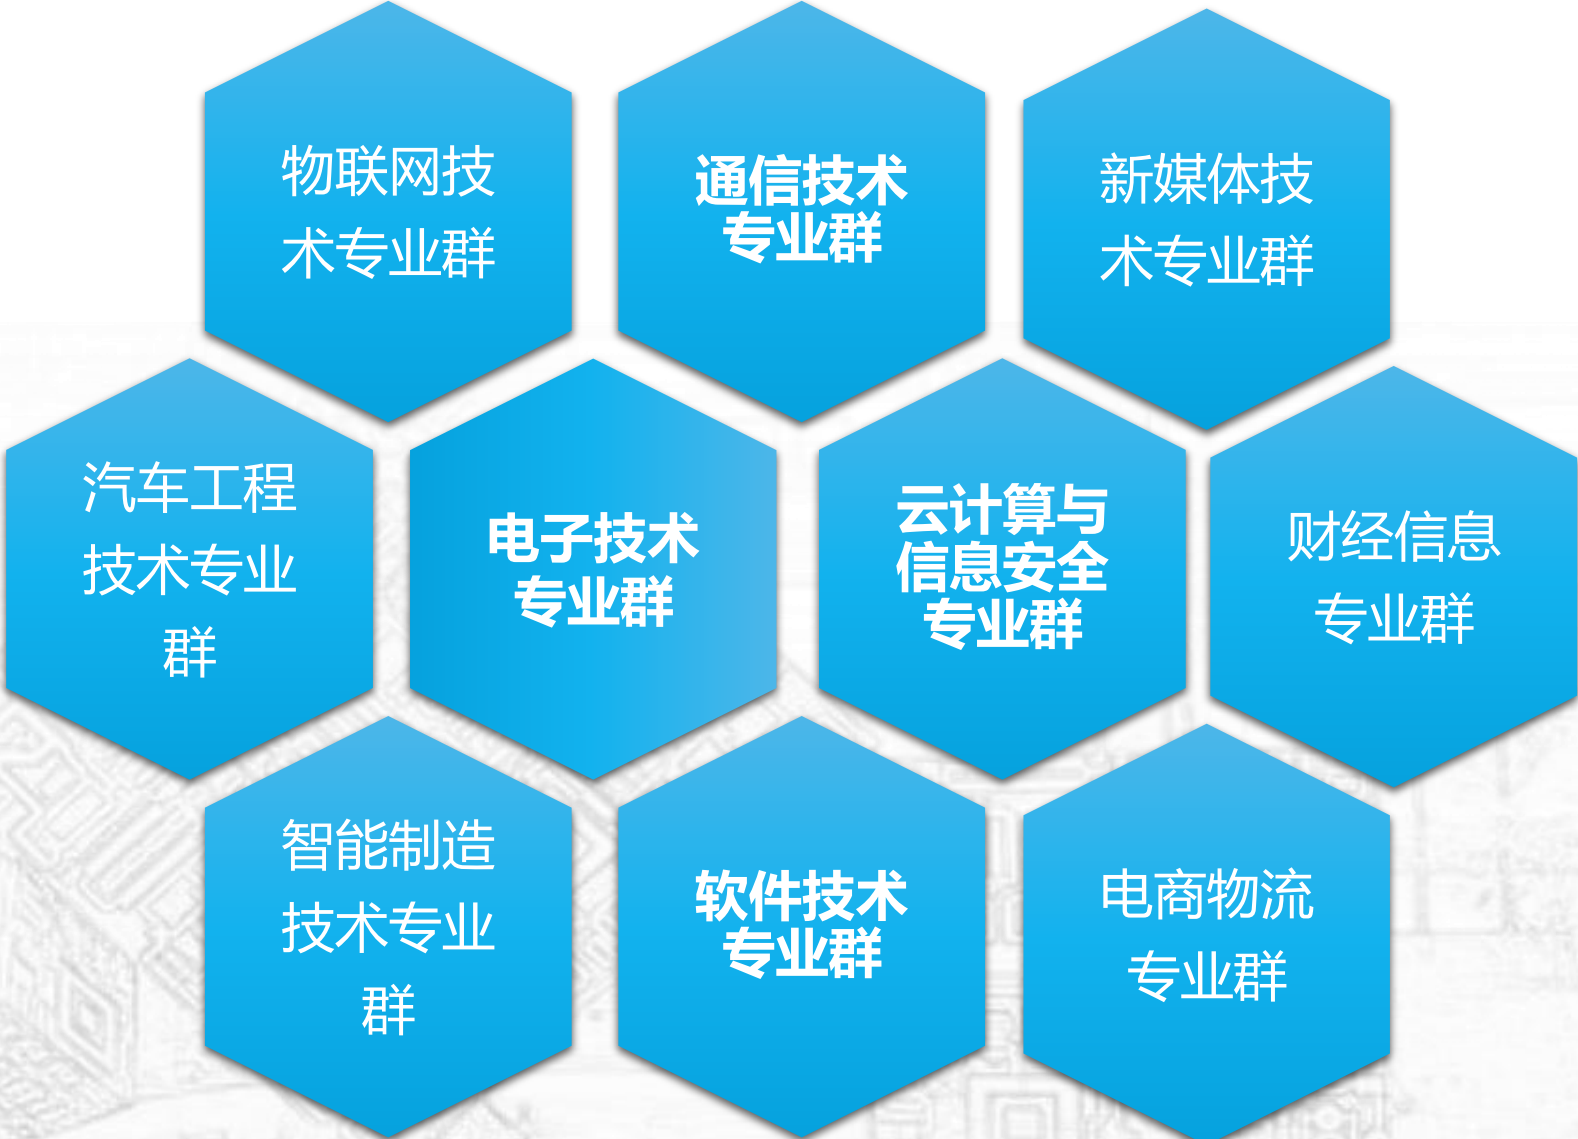 物联网技
术专业群
通信技术
专业群
新媒体技
术专业群
汽车工程
技术专业
群
电子技术
专业群
云计算与
信息安全
专业群
财经信息
专业群
智能制造
技术专业
群
软件技术
专业群
电商物流
专业群